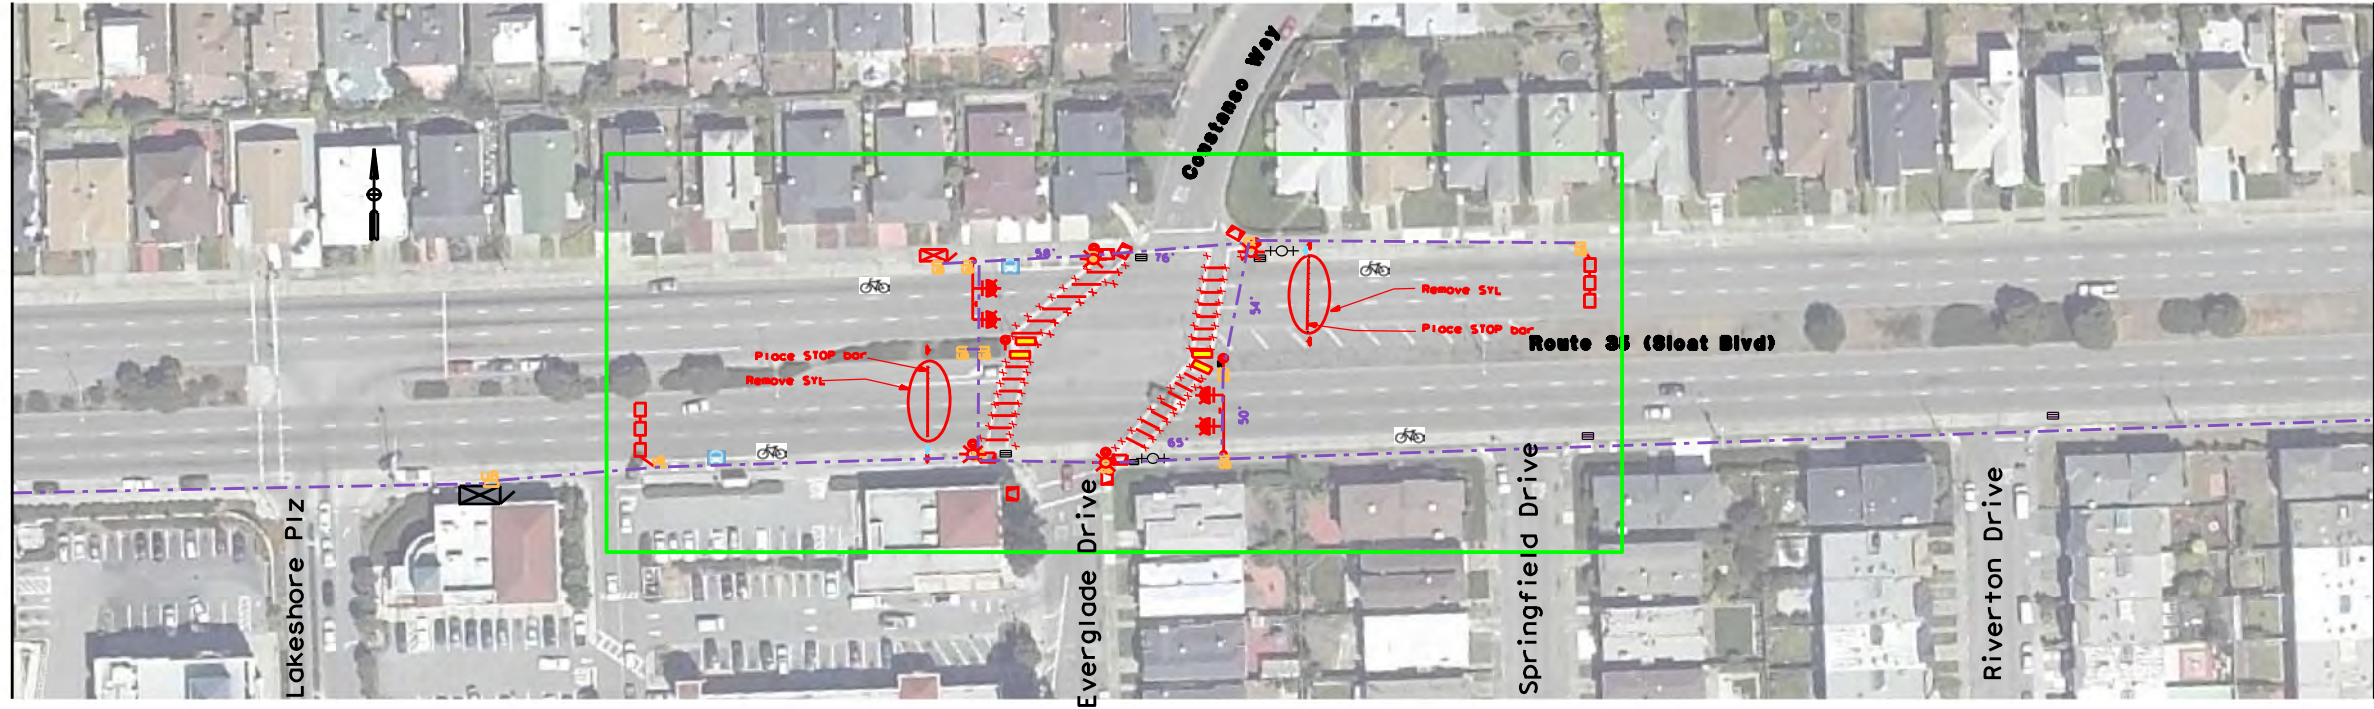 Constanso Way
58'
76'
54'
Remove SYL
Place STOP bar
Route 35 (Sloat Blvd)
Place STOP bar
Remove SYL
50'
65'
Lakeshore Plz
Everglade Drive
Springfield Drive
Riverton Drive